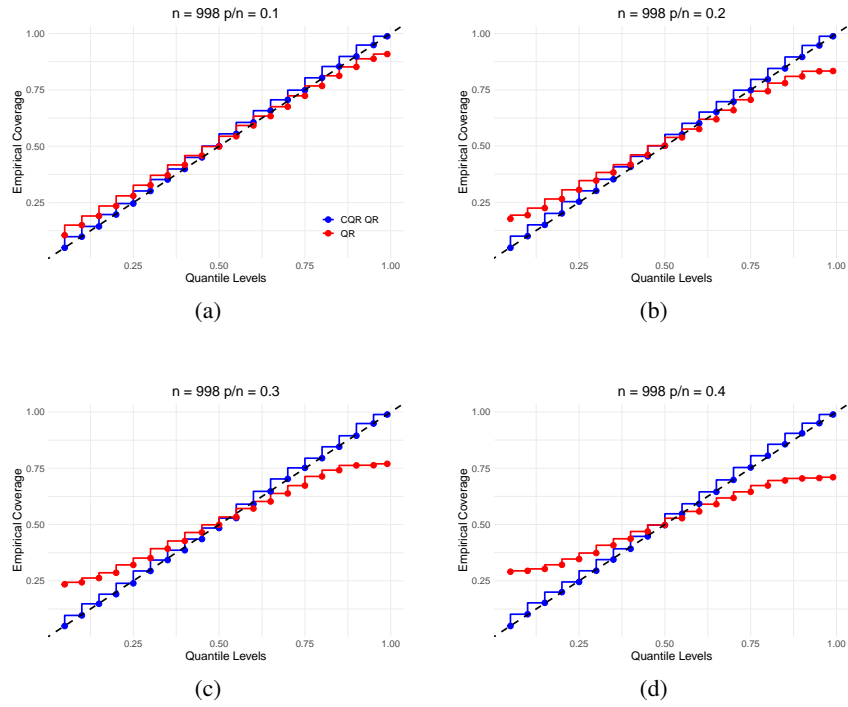 n = 998 p/n = 0.1
1.00
0.75
0.50
0.25
Empirical Coverage
CQR QR
QR
0.25 0.50 0.75 1.00
Quantile Levels
(a)
n = 998 p/n = 0.2
1.00
0.75
0.50
0.25
Empirical Coverage
0.25 0.50 0.75 1.00
Quantile Levels
(b)
n = 998 p/n = 0.3
1.00
0.75
0.50
0.25
Empirical Coverage
0.25 0.50 0.75 1.00
Quantile Levels
(c)
n = 998 p/n = 0.4
1.00
0.75
0.50
0.25
Empirical Coverage
0.25 0.50 0.75 1.00
Quantile Levels
(d)